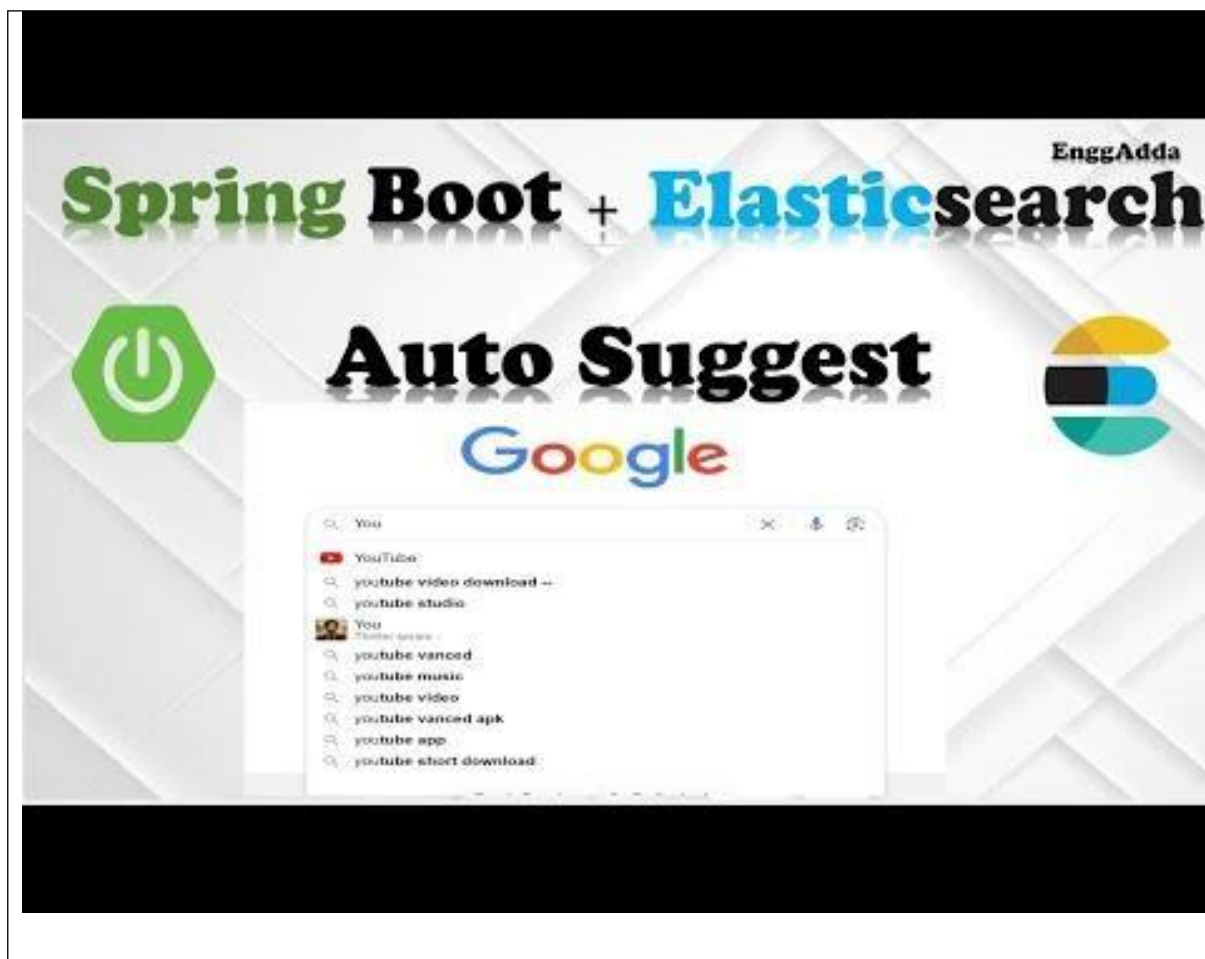 EnggAdda
Spring Boot + Elasticsearch
Auto Suggest
Google
You
YouTube
youtube video download --
youtube studio
You
youtube vanced
youtube music
youtube video
youtube vanced apk
youtube app
youtube short download